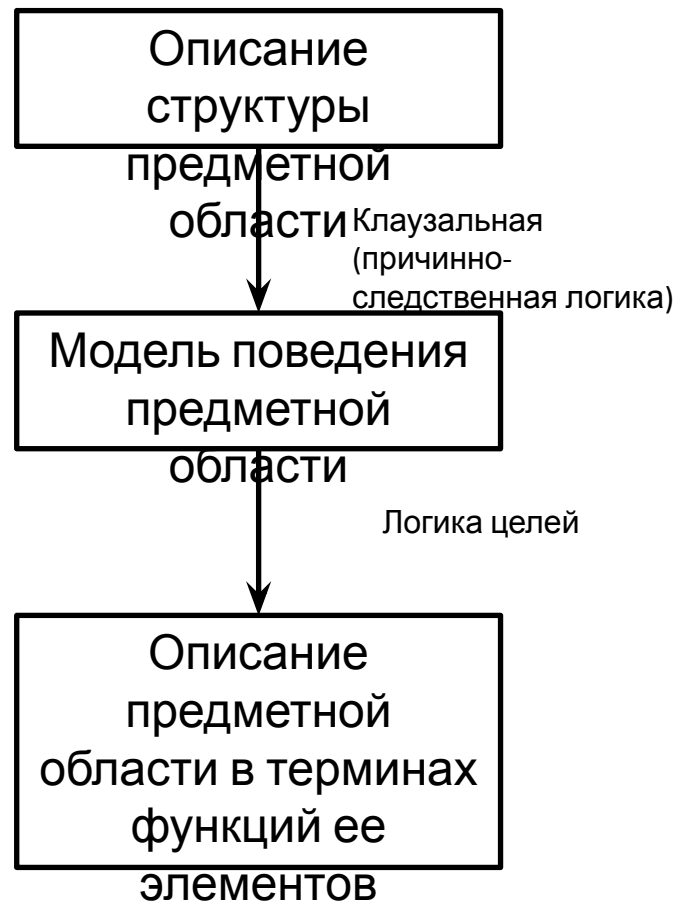 Описание
структуры
предметной
области
Клаузальная
(причинно-
следственная логика)
Модель поведения
предметной
области
Логика целей
Описание
предметной
области в терминах
функций ее
элементов